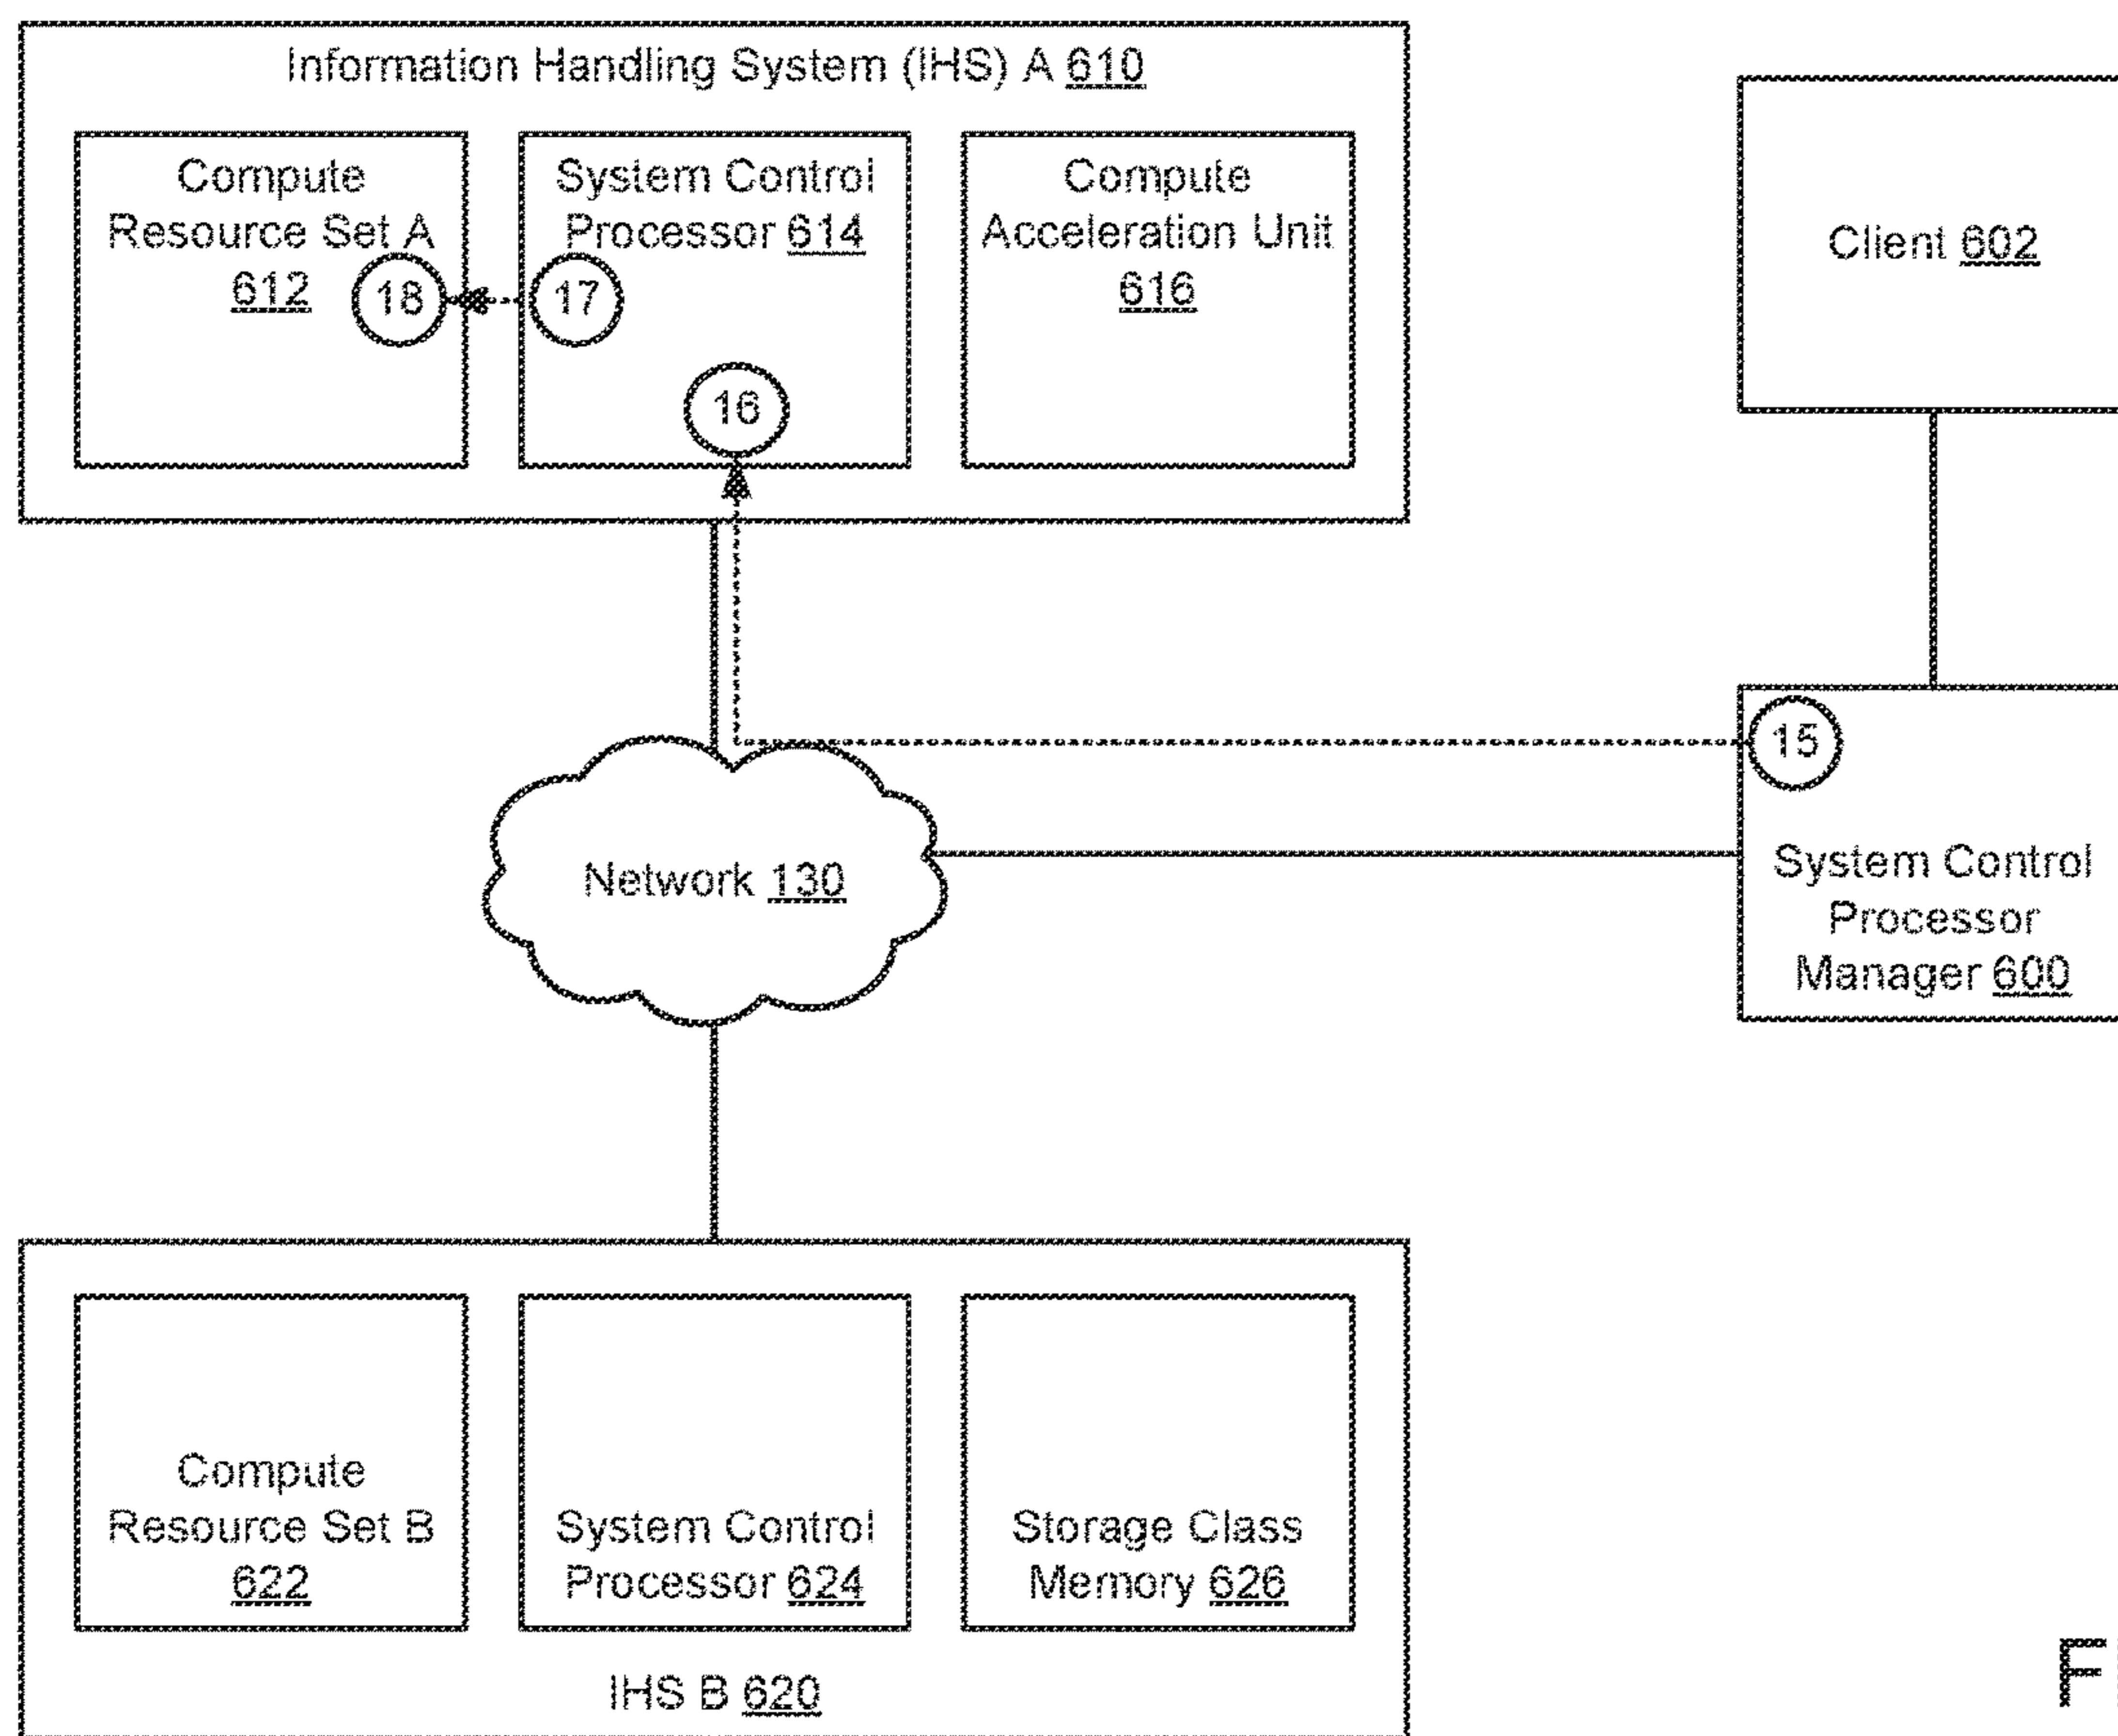 Information Handling System (IHS) A 610
Compute
Resource Set A
612
18
System Control
Processor 614
17
16
Compute
Acceleration Unit
616
Client 602
15
System Control
Processor
Manager 600
Network 130
Compute
Resource Set B
622
System Control
Processor 624
Storage Class
Memory 626
IHS B 620
F